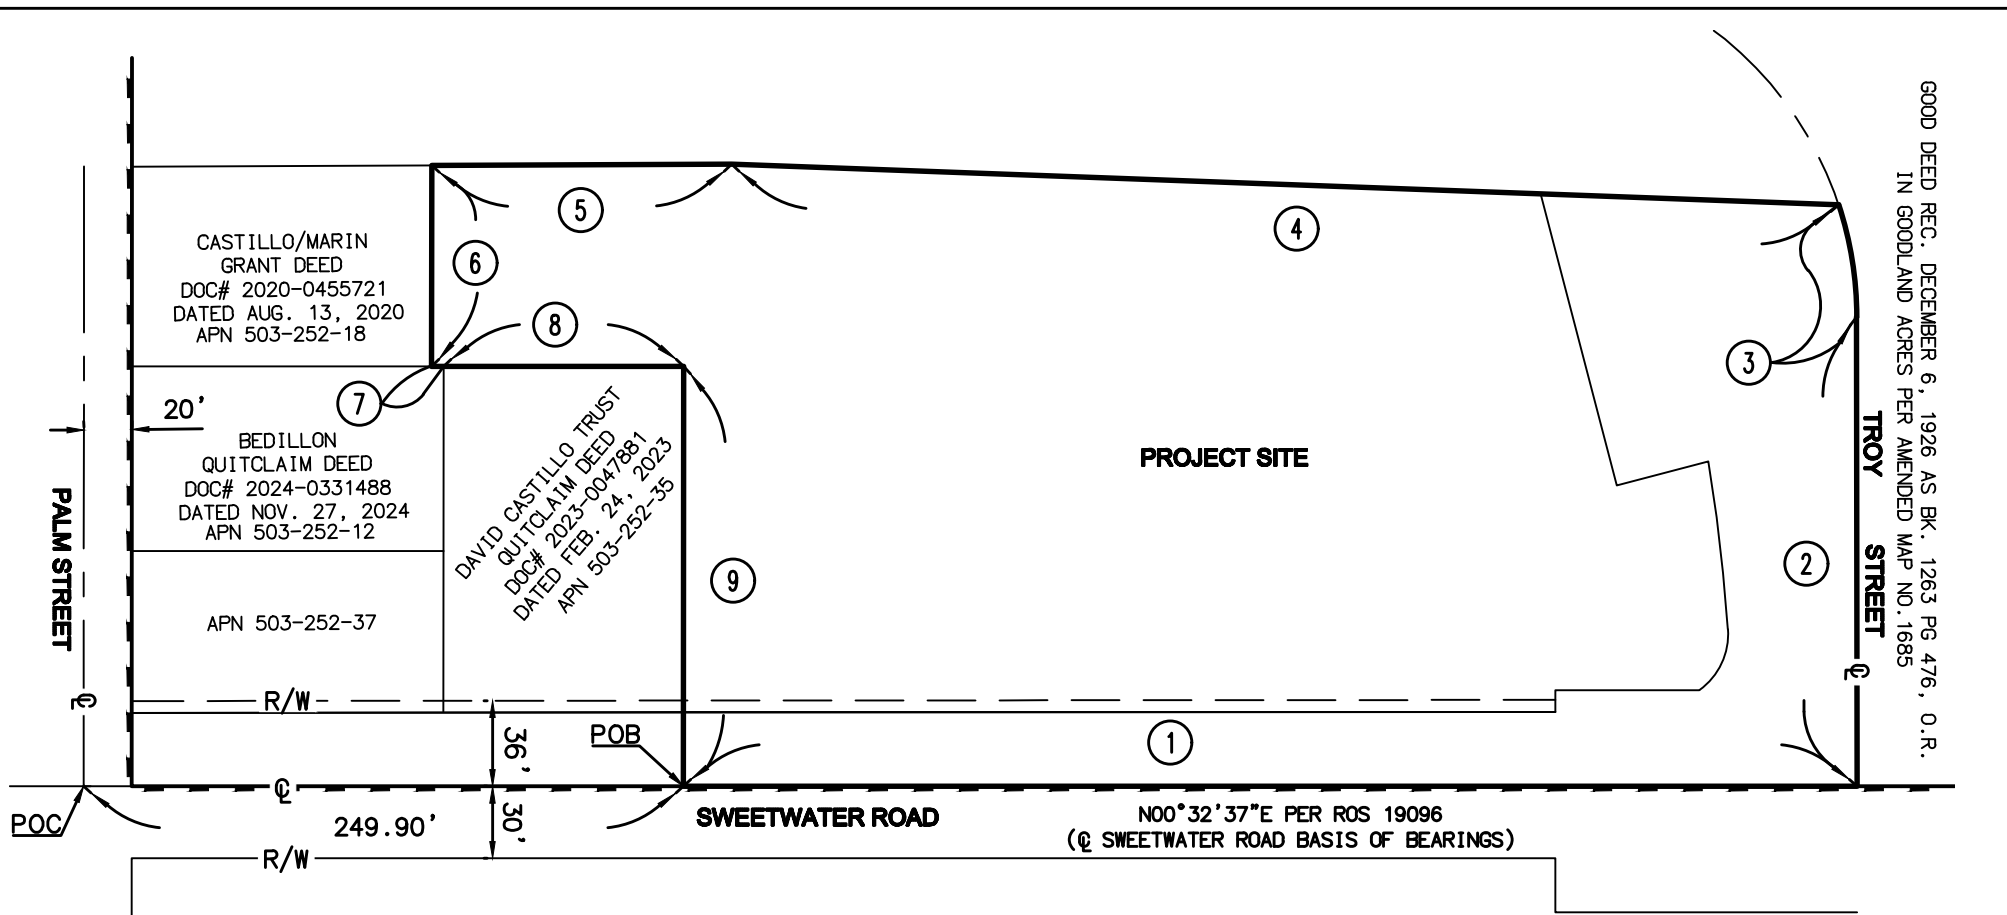 GOOD DEED REC. DECEMBER 6, 1926 AS BK. 1263 PG 476, O.R.
IN GOODLAND ACRES PER AMENDED MAP NO. 1685
5
4
CASTILLO/MARIN
GRANT DEED
DOC# 2020-0455721
DATED AUG. 13, 2020
APN 503-252-18
6
8
3
7
20'
BEDILLON
QUITCLAIM DEED
DOC# 2024-0331488
DATED NOV. 27, 2024
APN 503-252-12
DAVID CASTILLO TRUST
QUITCLAIM DEED
DOC# 2023-0047881
DATED FEB. 24, 2023
APN 503-252-35
PROJECT SITE
TROY STREET
PALM STREET
9
2
APN 503-252-37
℄
℄
R/W
36'
POB
1
℄
POC
249.90'
30'
SWEETWATER ROAD
N00°32'37"E PER ROS 19096
(℄ SWEETWATER ROAD BASIS OF BEARINGS)
R/W